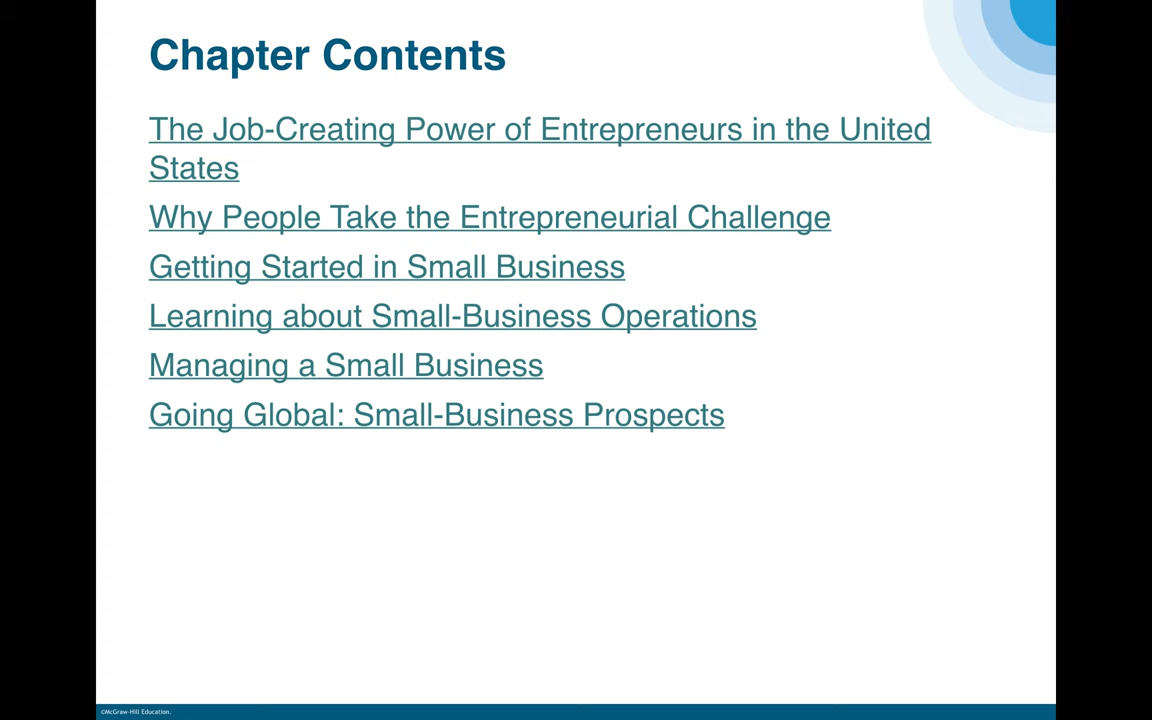 Chapter Contents
The Job-Creating Power of Entrepreneurs in the United
States
Why People Take the Entrepreneurial Challenge
Getting Started in Small Business
Learning about Small-Business Operations
Managing a Small Business
Going Global: Small-Business Prospects
©McGraw-Hill Education.